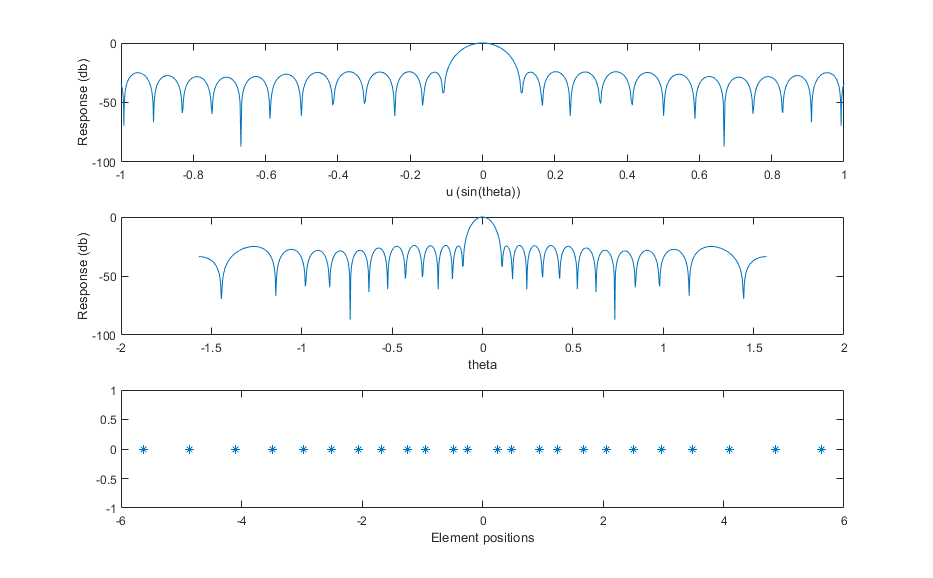 Response (db)
0
-50
-100
-1 -0.8 -0.6 -0.4 -0.2 0 0.2 0.4 0.6 0.8 1
u (sin(theta))
Response (db)
0
-50
-100
-2 -1.5 -1 -0.5 0 0.5 1 1.5 2
theta
1
0.5
0
-0.5
-1
-6 -4 -2 0 2 4 6
Element positions